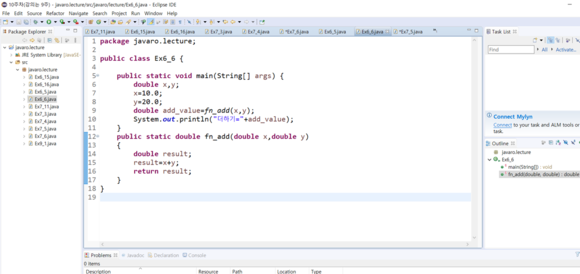 10주차(강의는 9주) - javaro.lecture/src/javaro/lecture/Ex6_6.java - Eclipse IDE
File Edit Source Refactor Navigate Search Project Run Window Help
Package Explorer
javaro.lecture
JRE System Library [JavaSE-
src
javaro.lecture
Ex6_15.java
Ex6_16.java
Ex6_5.java
Ex6_6.java
Ex7_11.java
Ex7_3.java
Ex7_4.java
Ex7_5.java
Ex7_6.java
Ex9_1.java
Ex7_11.java Ex6_15.java Ex6_16.java Ex7_3.java Ex7_4.java *Ex7_6.java Ex6_5.java Ex6_6.java *Ex7_5.java
1 package javaro.lecture;
2
3 public class Ex6_6 {
4
5 public static void main(String[] args) {
6 double x,y;
7 x=10.0;
8 y=20.0;
9 double add_value=fn_add(x,y);
10 System.out.println("더하기="+add_value);
11 }
12 public static double fn_add(double x,double y)
13 {
14 double result;
15 result=x+y;
16 return result;
17 }
18 }
19
Task List
Find All Activate...
Connect Mylyn
Connect to your task and ALM tools or
Outline
javaro.lecture
Ex6_6
main(String[]) : void
fn_add(double, double) : double
Problems Javadoc Declaration Console
0 items
Description Resource Path Location Type